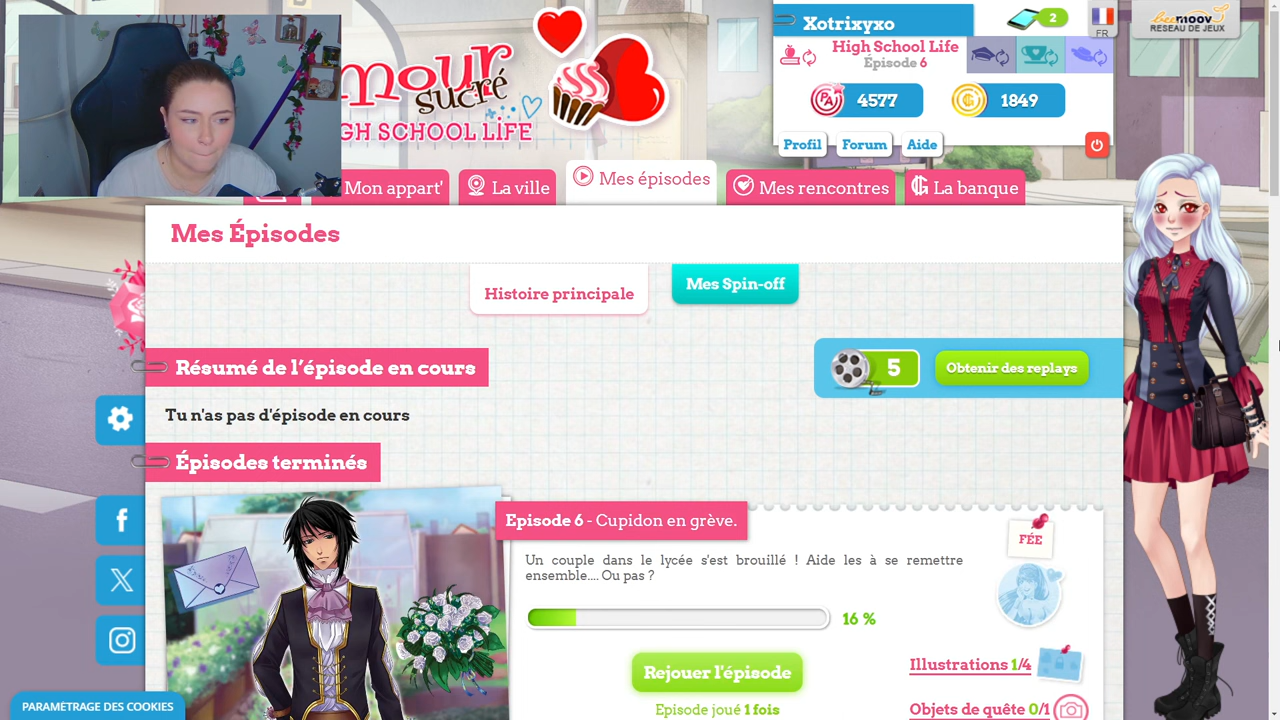 Xotrixyxo
2
FR
beemoov
RESEAU DE JEUX
High School Life
Épisode 6
4577
1849
Profil
Forum
Aide
mour
sucré
GH SCHOOL LIFE
Mon appart'
La ville
Mes épisodes
Mes rencontres
La banque
Mes Épisodes
Histoire principale
Mes Spin-off
Résumé de l’épisode en cours
5
Obtenir des replays
Tu n'as pas d'épisode en cours
Épisodes terminés
Episode 6 - Cupidon en grève.
FÉE
Un couple dans le lycée s'est brouillé ! Aide les à se remettre
ensemble.... Ou pas ?
16 %
Rejouer l'épisode
Episode joué 1 fois
Illustrations 1/4
Objets de quête 0/1
PARAMÉTRAGE DES COOKIES